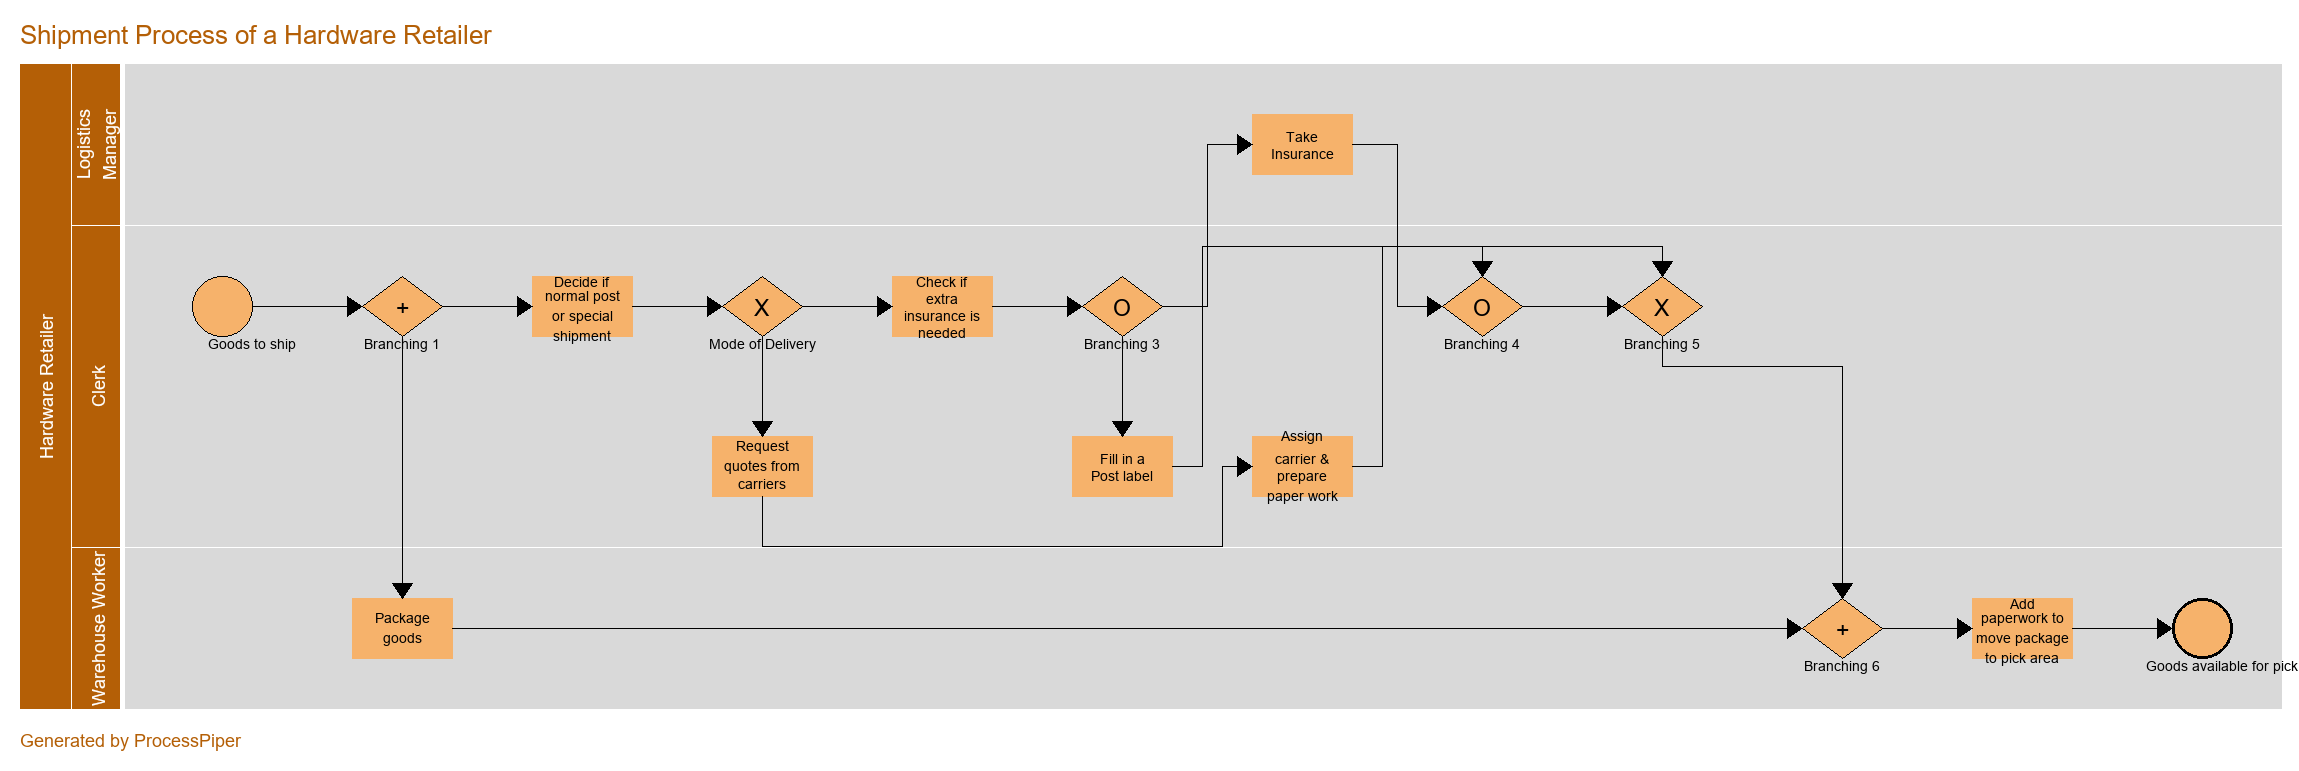 Shipment Process of a Hardware Retailer
Hardware Retailer
Logistics
Manager
Take
Insurance
Clerk
Goods to ship
+
Branching 1
Decide if
normal post
or special
shipment
X
Mode of Delivery
Check if
extra
insurance is
needed
O
Branching 3
O
Branching 4
X
Branching 5
Request
quotes from
carriers
Fill in a
Post label
Assign
carrier &
prepare
paper work
Warehouse Worker
Package
goods
+
Branching 6
Add
paperwork to
move package
to pick area
Goods available for pick
Generated by ProcessPiper